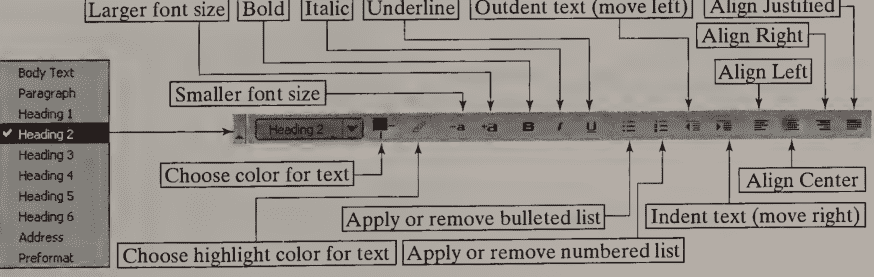 Larger font size Bold Italic Underline Outdent text (move left) Align Justified
Align Right
Align Left
Smaller font size
Body Text
Paragraph
Heading 1
Heading 2
Heading 3
Heading 4
Heading 5
Heading 6
Address
Preformat
Heading 2 -a +a B I U
Choose color for text
Align Center
Apply or remove bulleted list Indent text (move right)
Choose highlight color for text Apply or remove numbered list